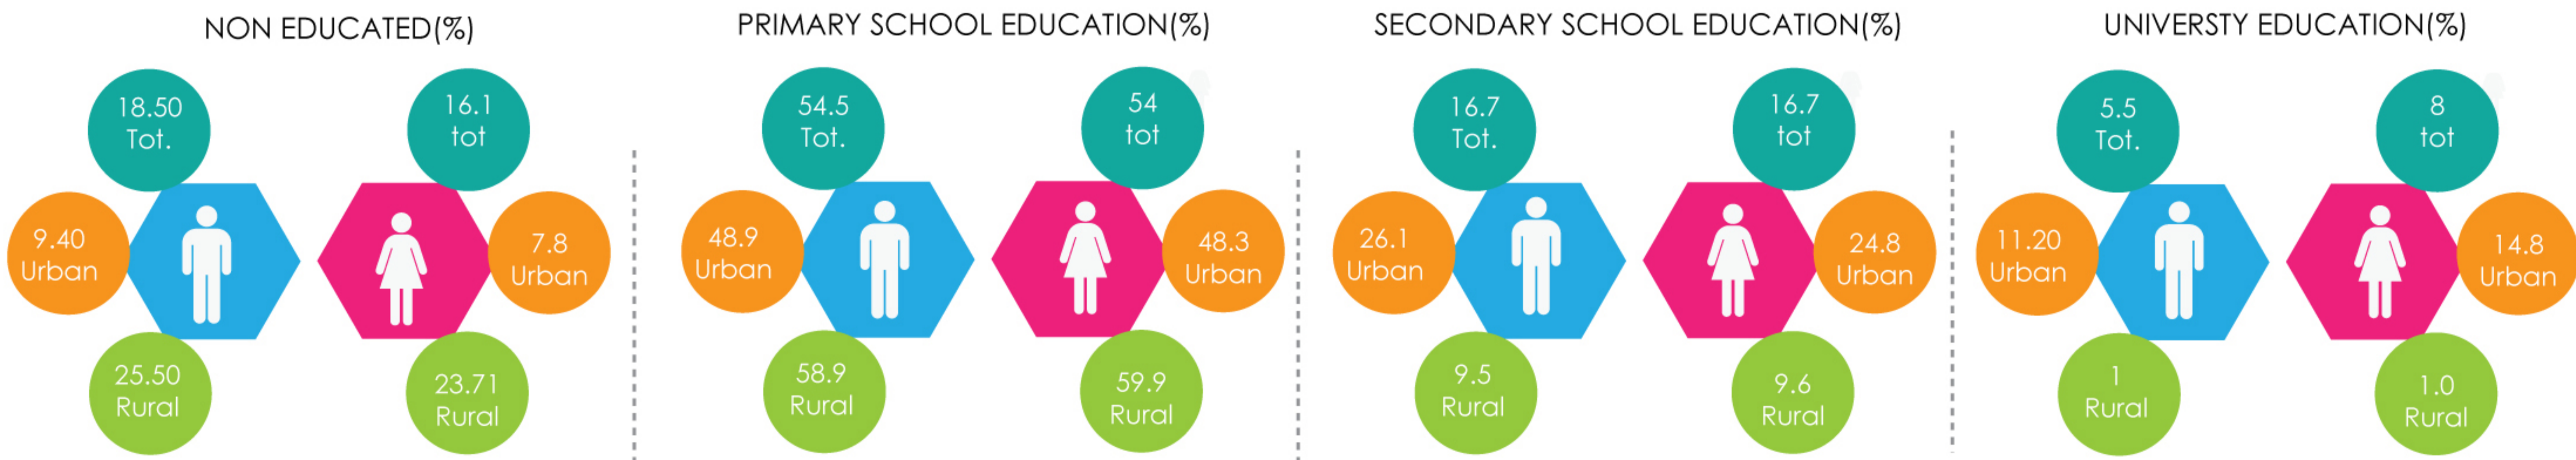 NON EDUCATED(%)
18.50
Tot.
16.1
tot
9.40
Urban
7.8
Urban
25.50
Rural
23.71
Rural
PRIMARY SCHOOL EDUCATION(%)
54.5
Tot.
54
tot
48.9
Urban
48.3
Urban
58.9
Rural
59.9
Rural
SECONDARY SCHOOL EDUCATION(%)
16.7
Tot.
16.7
tot
26.1
Urban
24.8
Urban
9.5
Rural
9.6
Rural
UNIVERSTY EDUCATION(%)
5.5
Tot.
8
tot
11.20
Urban
14.8
Urban
1
Rural
1.0
Rural